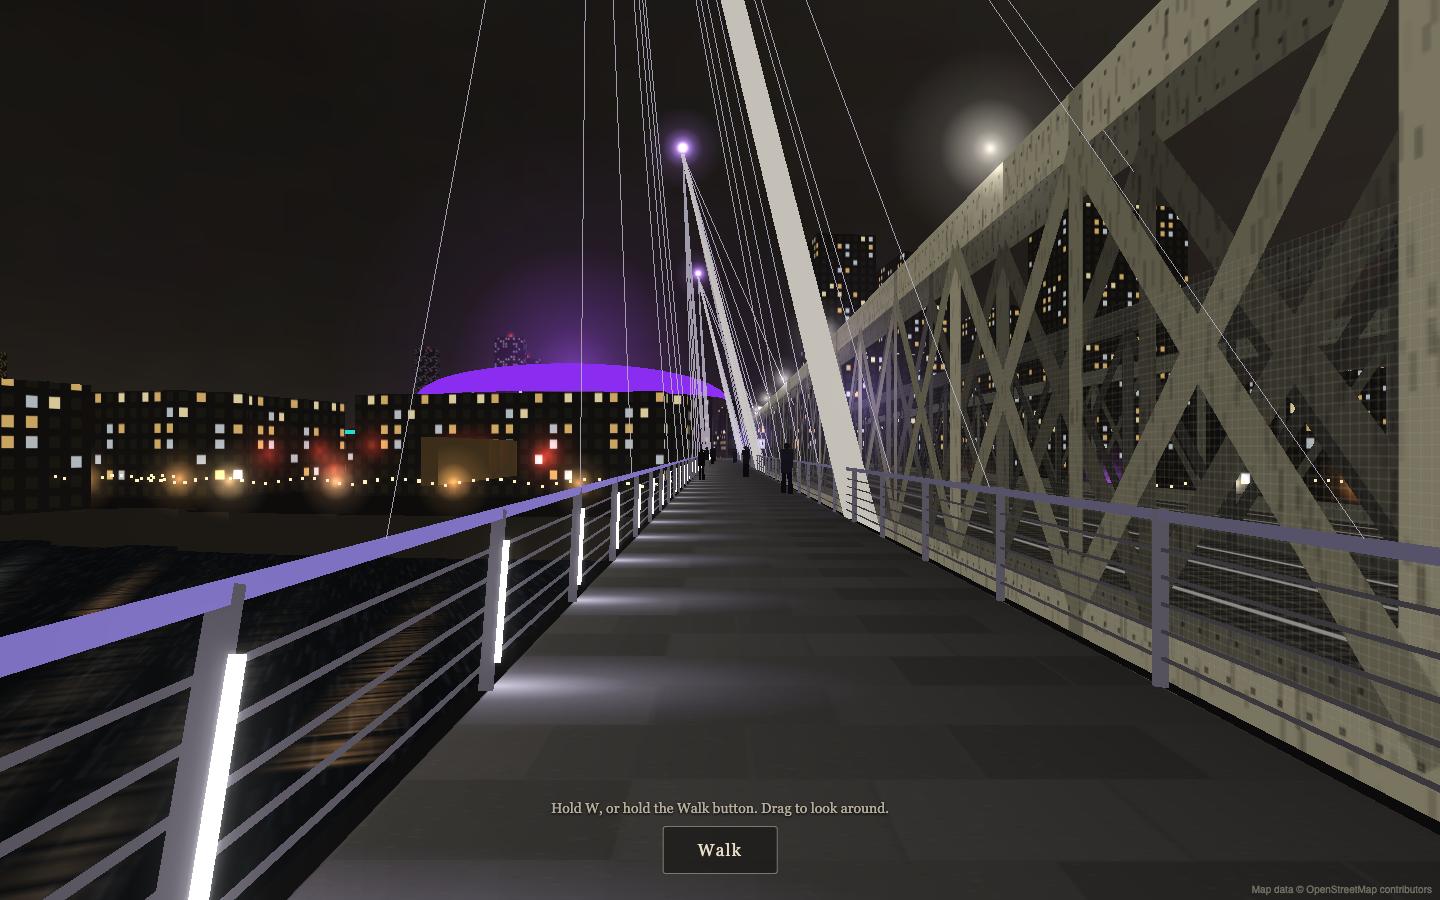 Hold W, or hold the Walk button. Drag to look around.
Walk
Map data © OpenStreetMap contributors